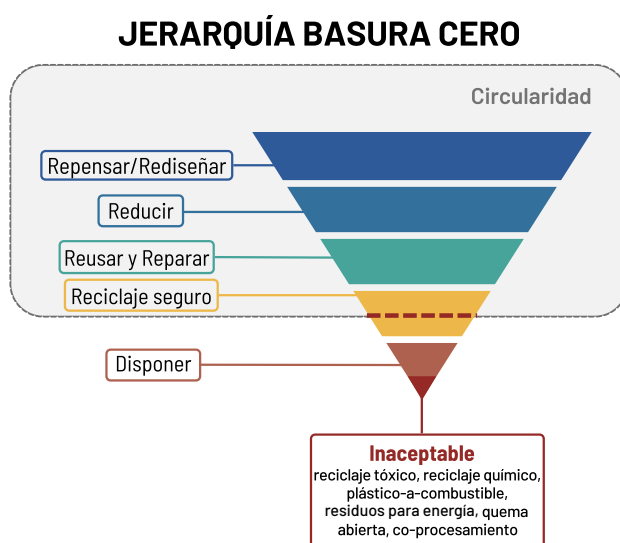 JERARQUÍA BASURA CERO
Circularidad
Repensar/Rediseñar
Reducir
Reusar y Reparar
Reciclaje seguro
Disponer
Inaceptable
reciclaje tóxico, reciclaje químico,
plástico-a-combustible,
residuos para energía, quema
abierta, co-procesamiento